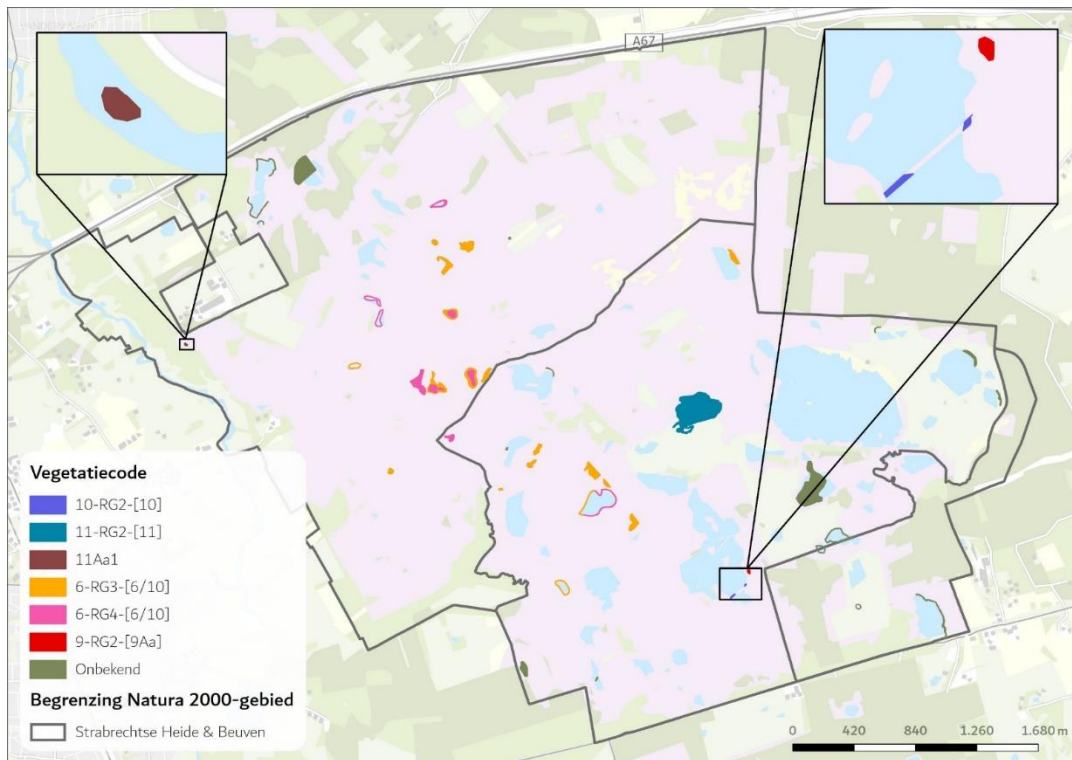 A67
Vegetatiecode
10-RG2-[10]
11-RG2-[11]
11Aa1
6-RG3-[6/10]
6-RG4-[6/10]
9-RG2-[9Aa]
Onbekend
Begrenzing Natura 2000-gebied
Strabrechtse Heide & Beuven
0 420 840 1.260 1.680 m